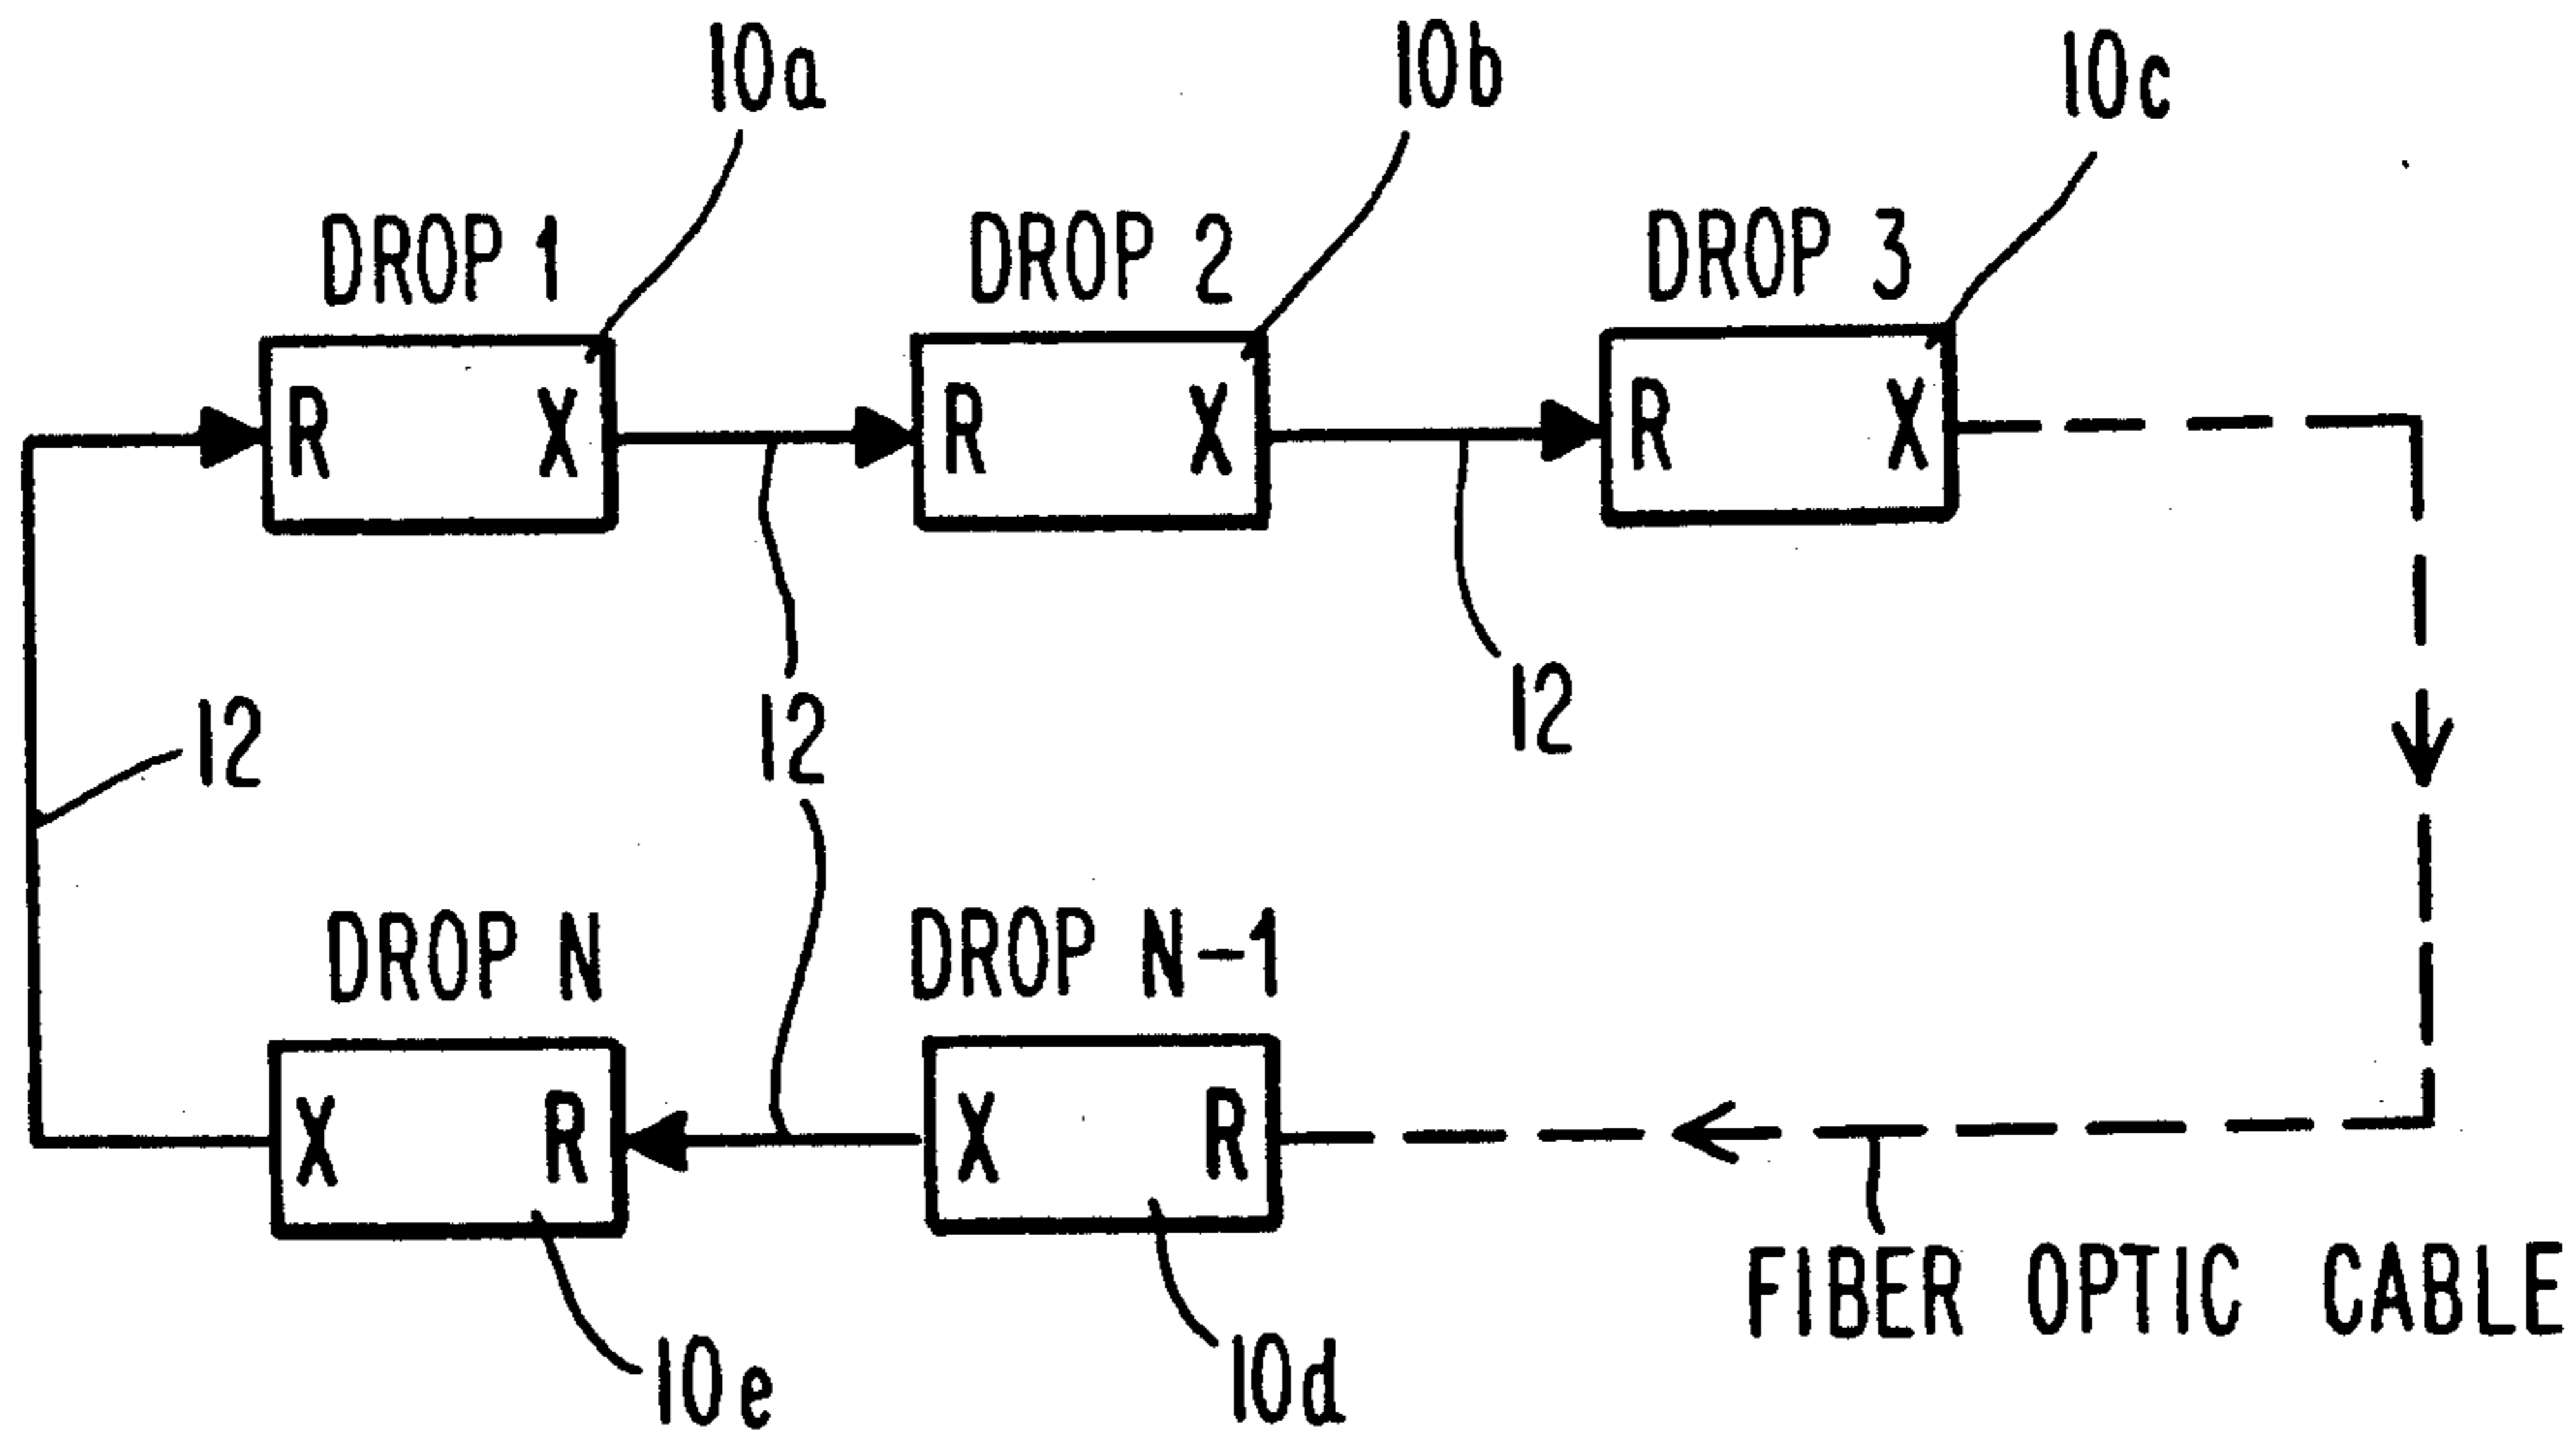 10a
10b
10c
DROP 1
DROP 2
DROP 3
R X
R X
R X
12
12
12
DROP N
DROP N-1
X R
X R
FIBER OPTIC CABLE
10e
10d